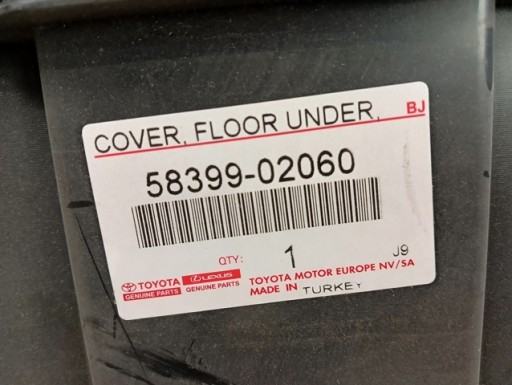 COVER, FLOOR UNDER, BJ
58399-02060
QTY: 1 J9
TOYOTA GENUINE PARTS
LEXUS GENUINE PARTS
TOYOTA MOTOR EUROPE NV/SA
MADE IN TURKEY